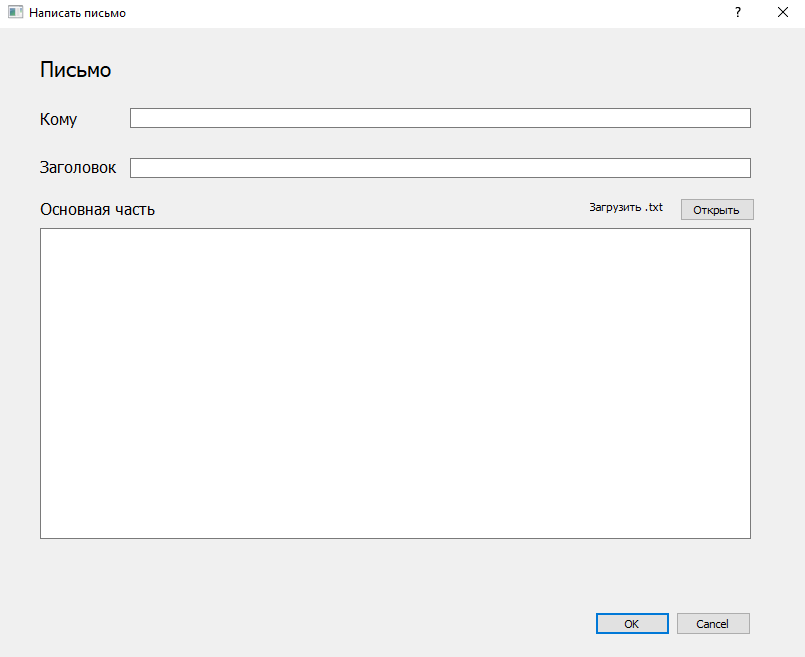 Написать письмо
?
Письмо
Кому
Заголовок
Основная часть
Загрузить .txt
Открыть
OK
Cancel